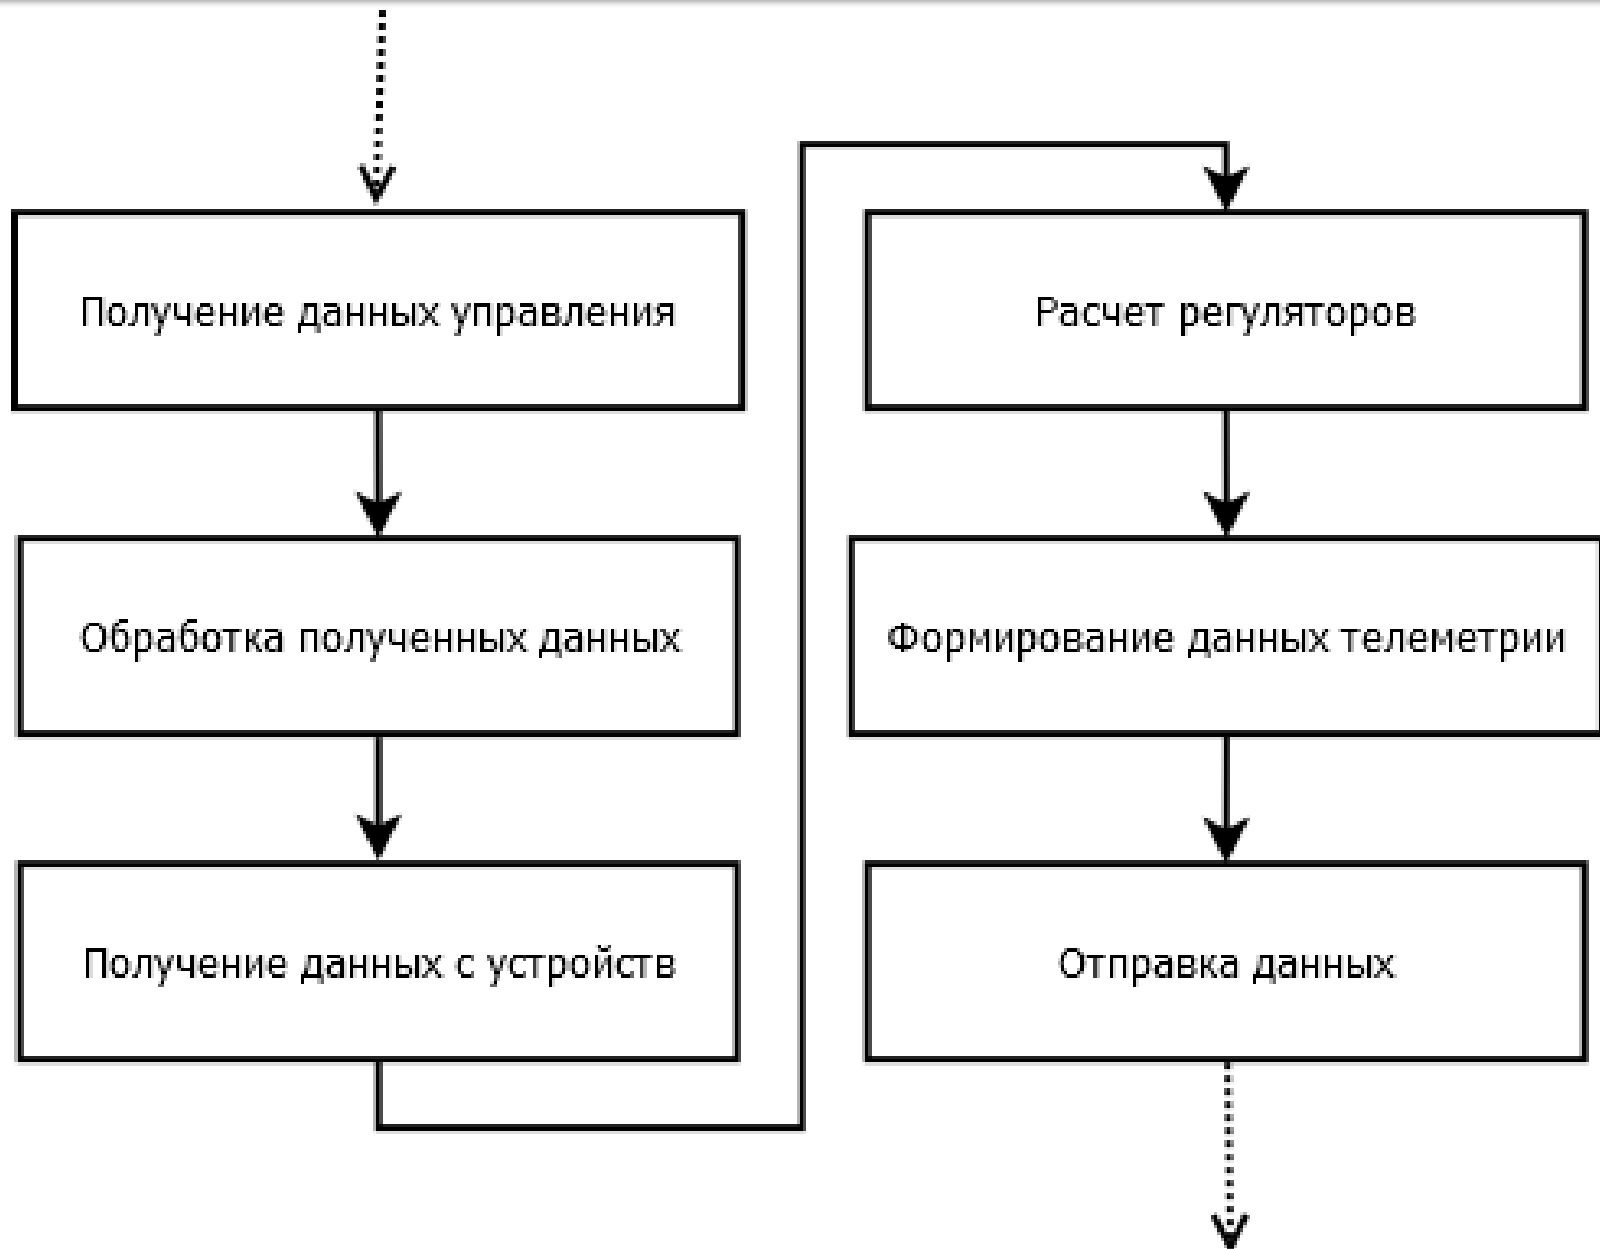 Получение данных управления
Обработка полученных данных
Получение данных с устройств
Расчет регуляторов
Формирование данных телеметрии
Отправка данных